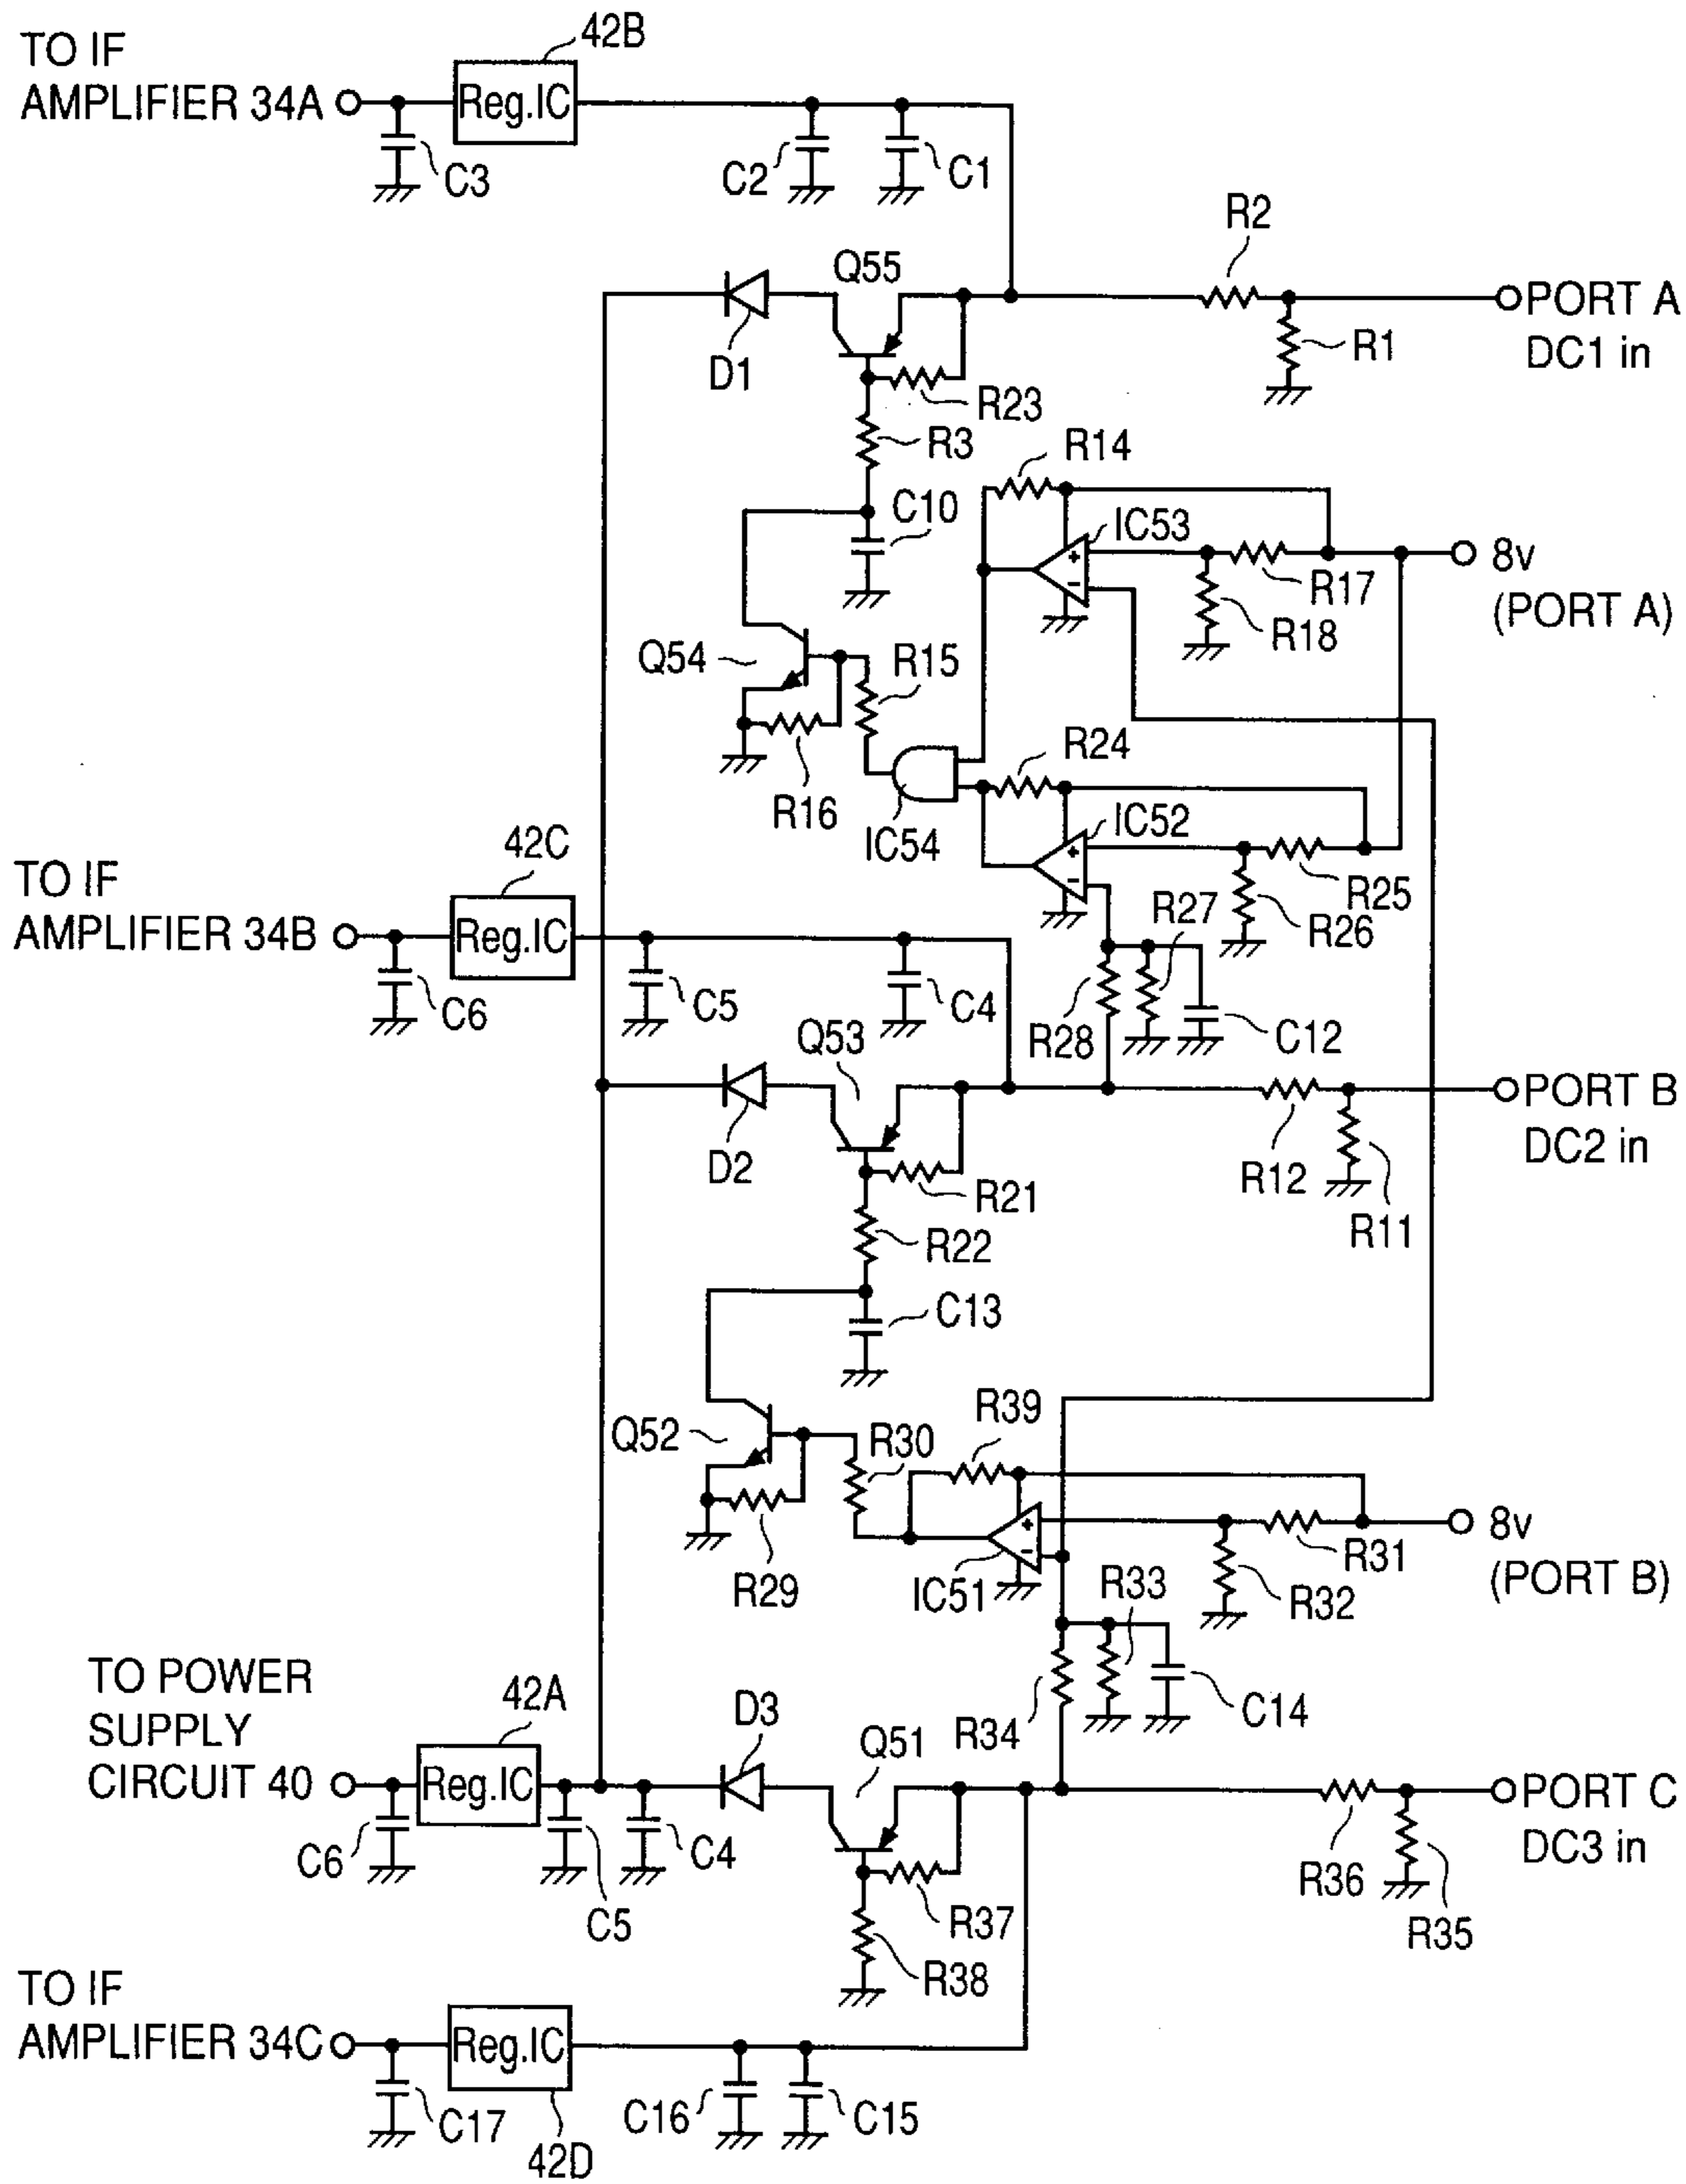 TO IF
AMPLIFIER 34A
42B
Reg.IC
C3
C2
C1
R2
Q55
PORT A
DC1 in
R1
D1
R23
R3
R14
C10
IC53
+
-
8v
(PORT A)
R17
R18
Q54
R15
R24
R16
IC54
IC52
+
-
R25
R26
R27
TO IF
AMPLIFIER 34B
42C
Reg.IC
C6
C5
C4
R28
C12
Q53
PORT B
DC2 in
D2
R12
R11
R21
R22
C13
R39
Q52
R30
+
-
8v
(PORT B)
R31
R32
R29
IC51
R33
TO POWER
SUPPLY
CIRCUIT 40
42A
Reg.IC
D3
Q51
R34
C14
PORT C
DC3 in
C6
C5
C4
R36
R35
R37
R38
TO IF
AMPLIFIER 34C
Reg.IC
C17
42D
C16
C15